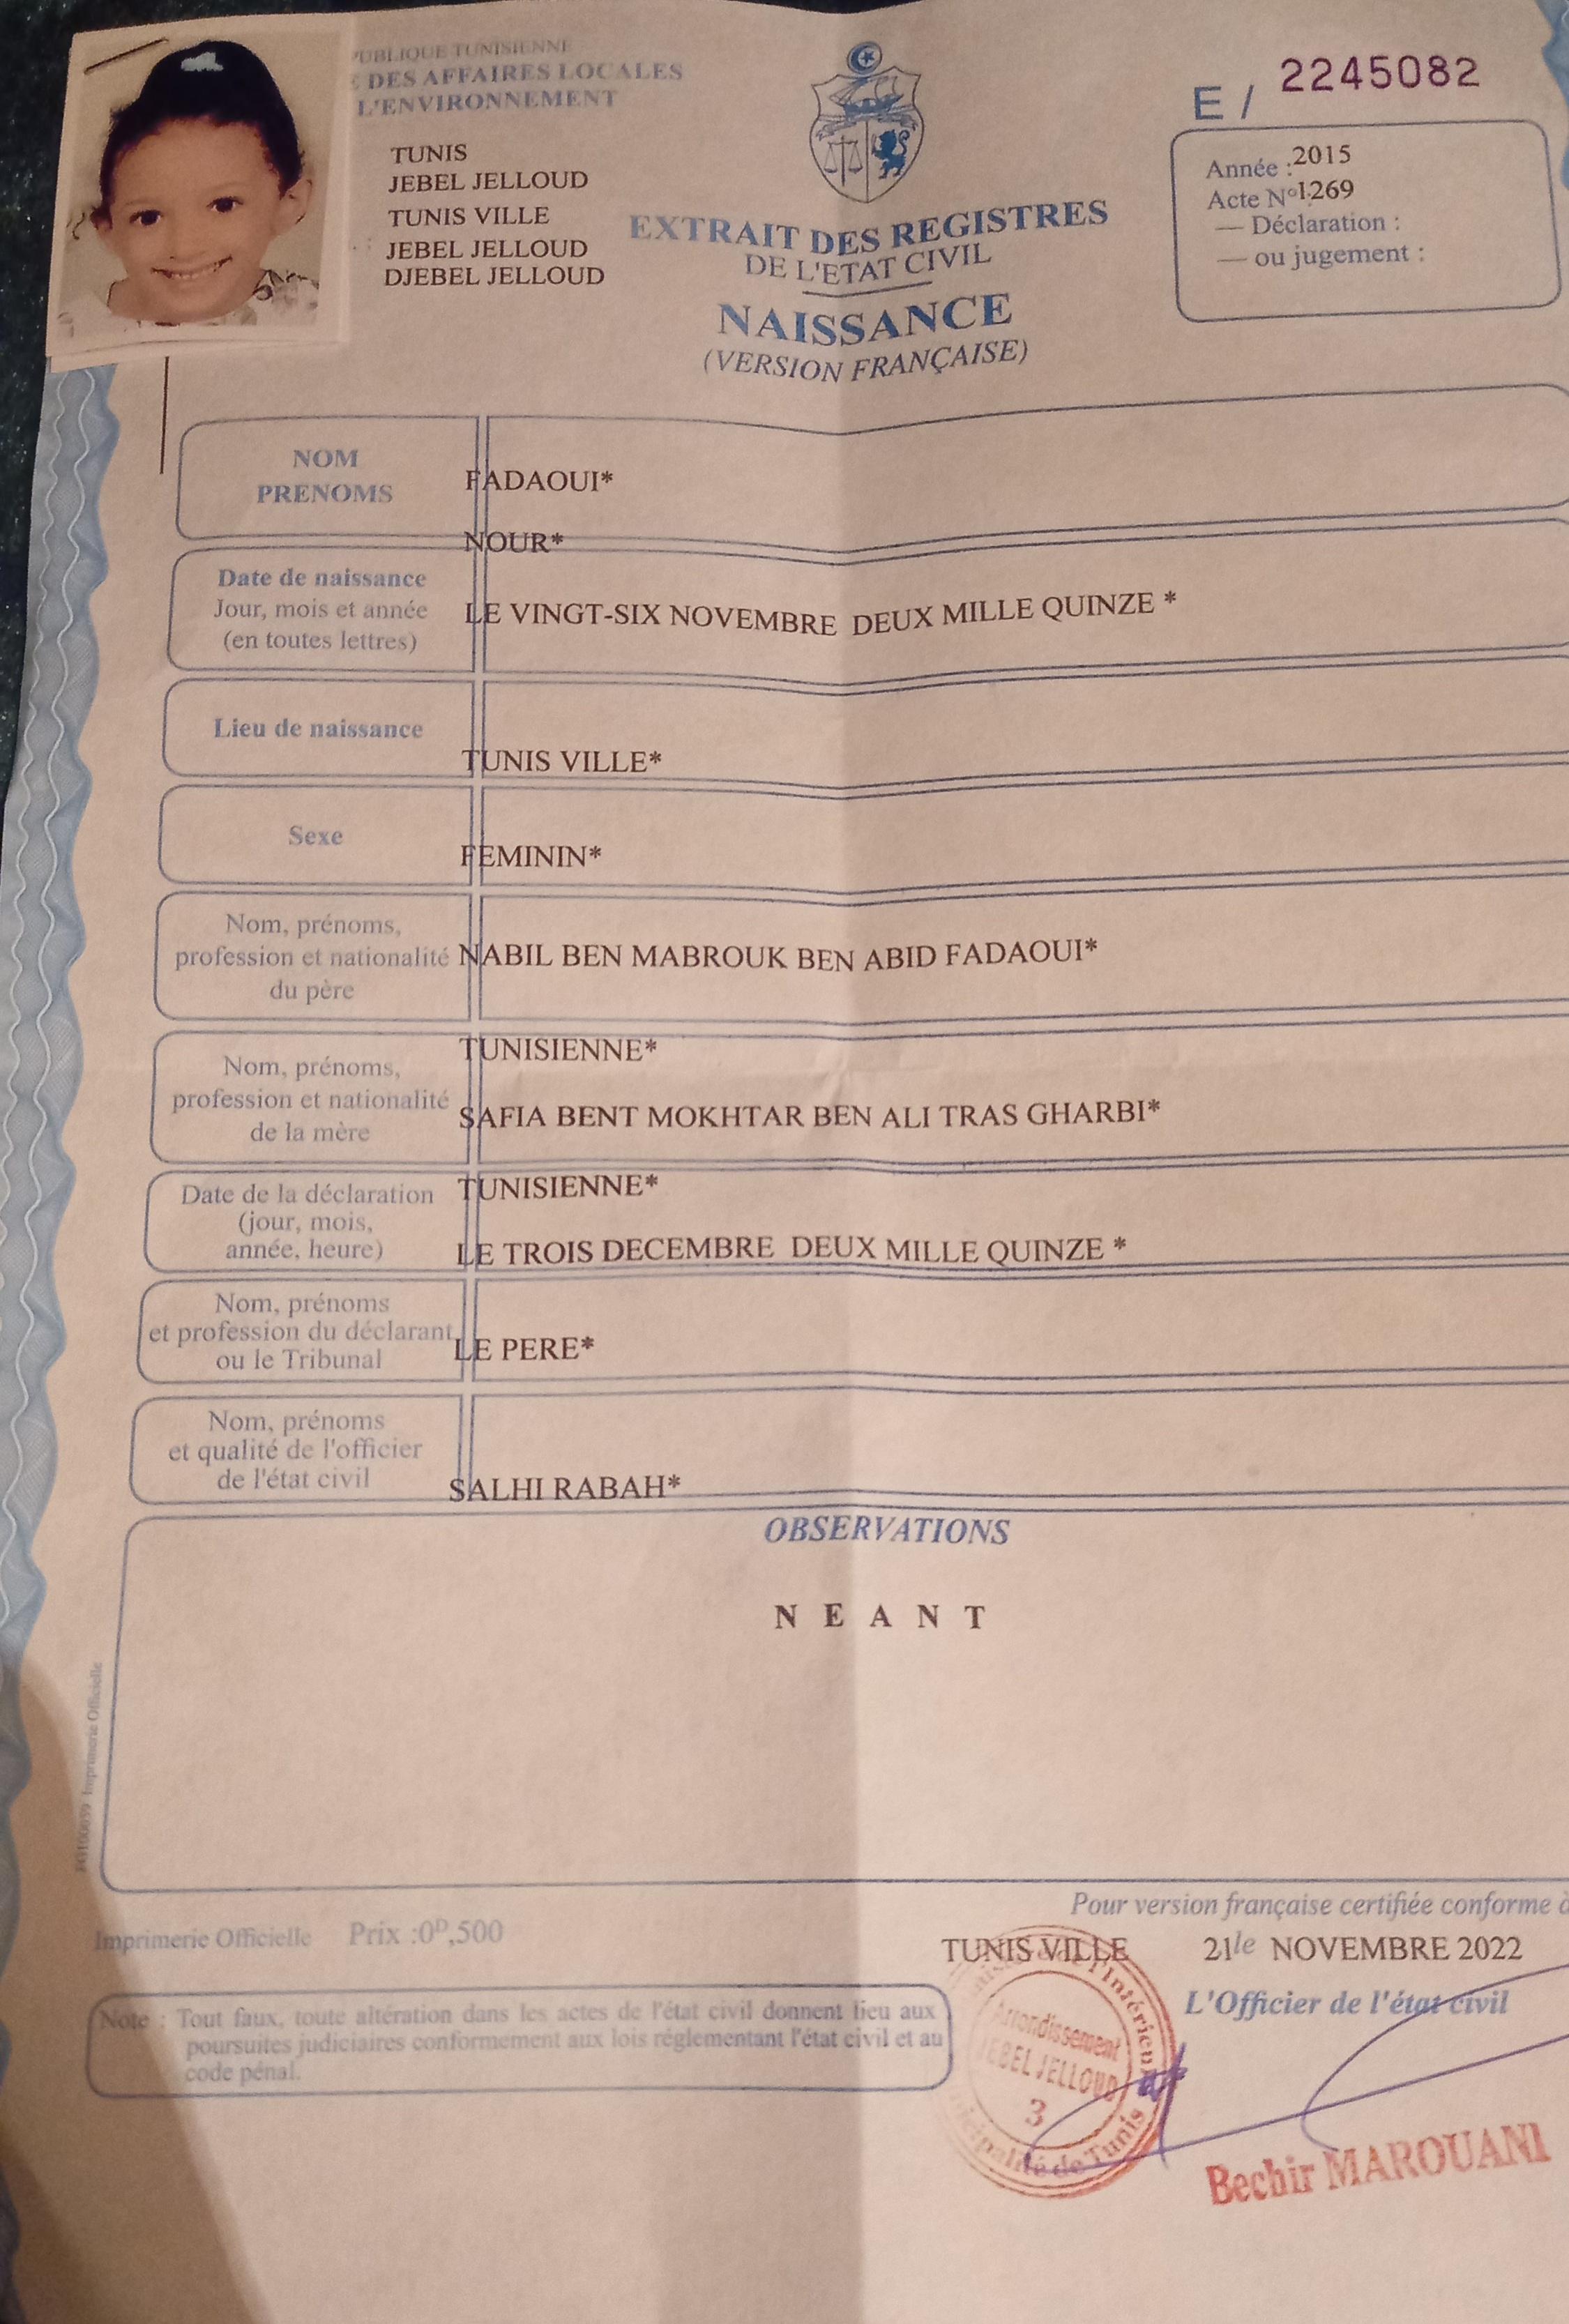 PUBLIQUE TUNISIENNE
DES AFFAIRES LOCALES
L'ENVIRONNEMENT
TUNIS
JEBEL JELLOUD
TUNIS VILLE
JEBEL JELLOUD
DJEBEL JELLOUD
EXTRAIT DES REGISTRES
DE L'ETAT CIVIL
NAISSANCE
(VERSION FRANÇAISE)
E / 2245082
Année : 2015
Acte N° 1269
— Déclaration :
— ou jugement :
NOM
PRENOMS
FADAOUI*
NOUR*
Date de naissance
Jour, mois et année
(en toutes lettres)
LE VINGT-SIX NOVEMBRE DEUX MILLE QUINZE *
Lieu de naissance
TUNIS VILLE*
Sexe
FEMININ*
Nom, prénoms,
profession et nationalité
du père
NABIL BEN MABROUK BEN ABID FADAOUI*
TUNISIENNE*
Nom, prénoms,
profession et nationalité
de la mère
SAFIA BENT MOKHTAR BEN ALI TRAS GHARBI*
TUNISIENNE*
Date de la déclaration
(jour, mois,
année, heure)
LE TROIS DECEMBRE DEUX MILLE QUINZE *
Nom, prénoms
et profession du déclarant
ou le Tribunal
LE PERE*
Nom, prénoms
et qualité de l'officier
de l'état civil
SALHI RABAH*
OBSERVATIONS
N E A N T
Imprimerie Officielle
Imprimerie Officielle Prix :0ᴰ,500
Pour version française certifiée conforme à
TUNIS VILLE 21 le NOVEMBRE 2022
L'Officier de l'état civil
Note : Tout faux, toute altération dans les actes de l'état civil donnent lieu aux
poursuites judiciaires conformement aux lois réglementant l'état civil et au
code pénal.
l'Intérieur
Arrondissement
JEBEL JELLOUD
3
de Tunis
Bechir MAROUANI